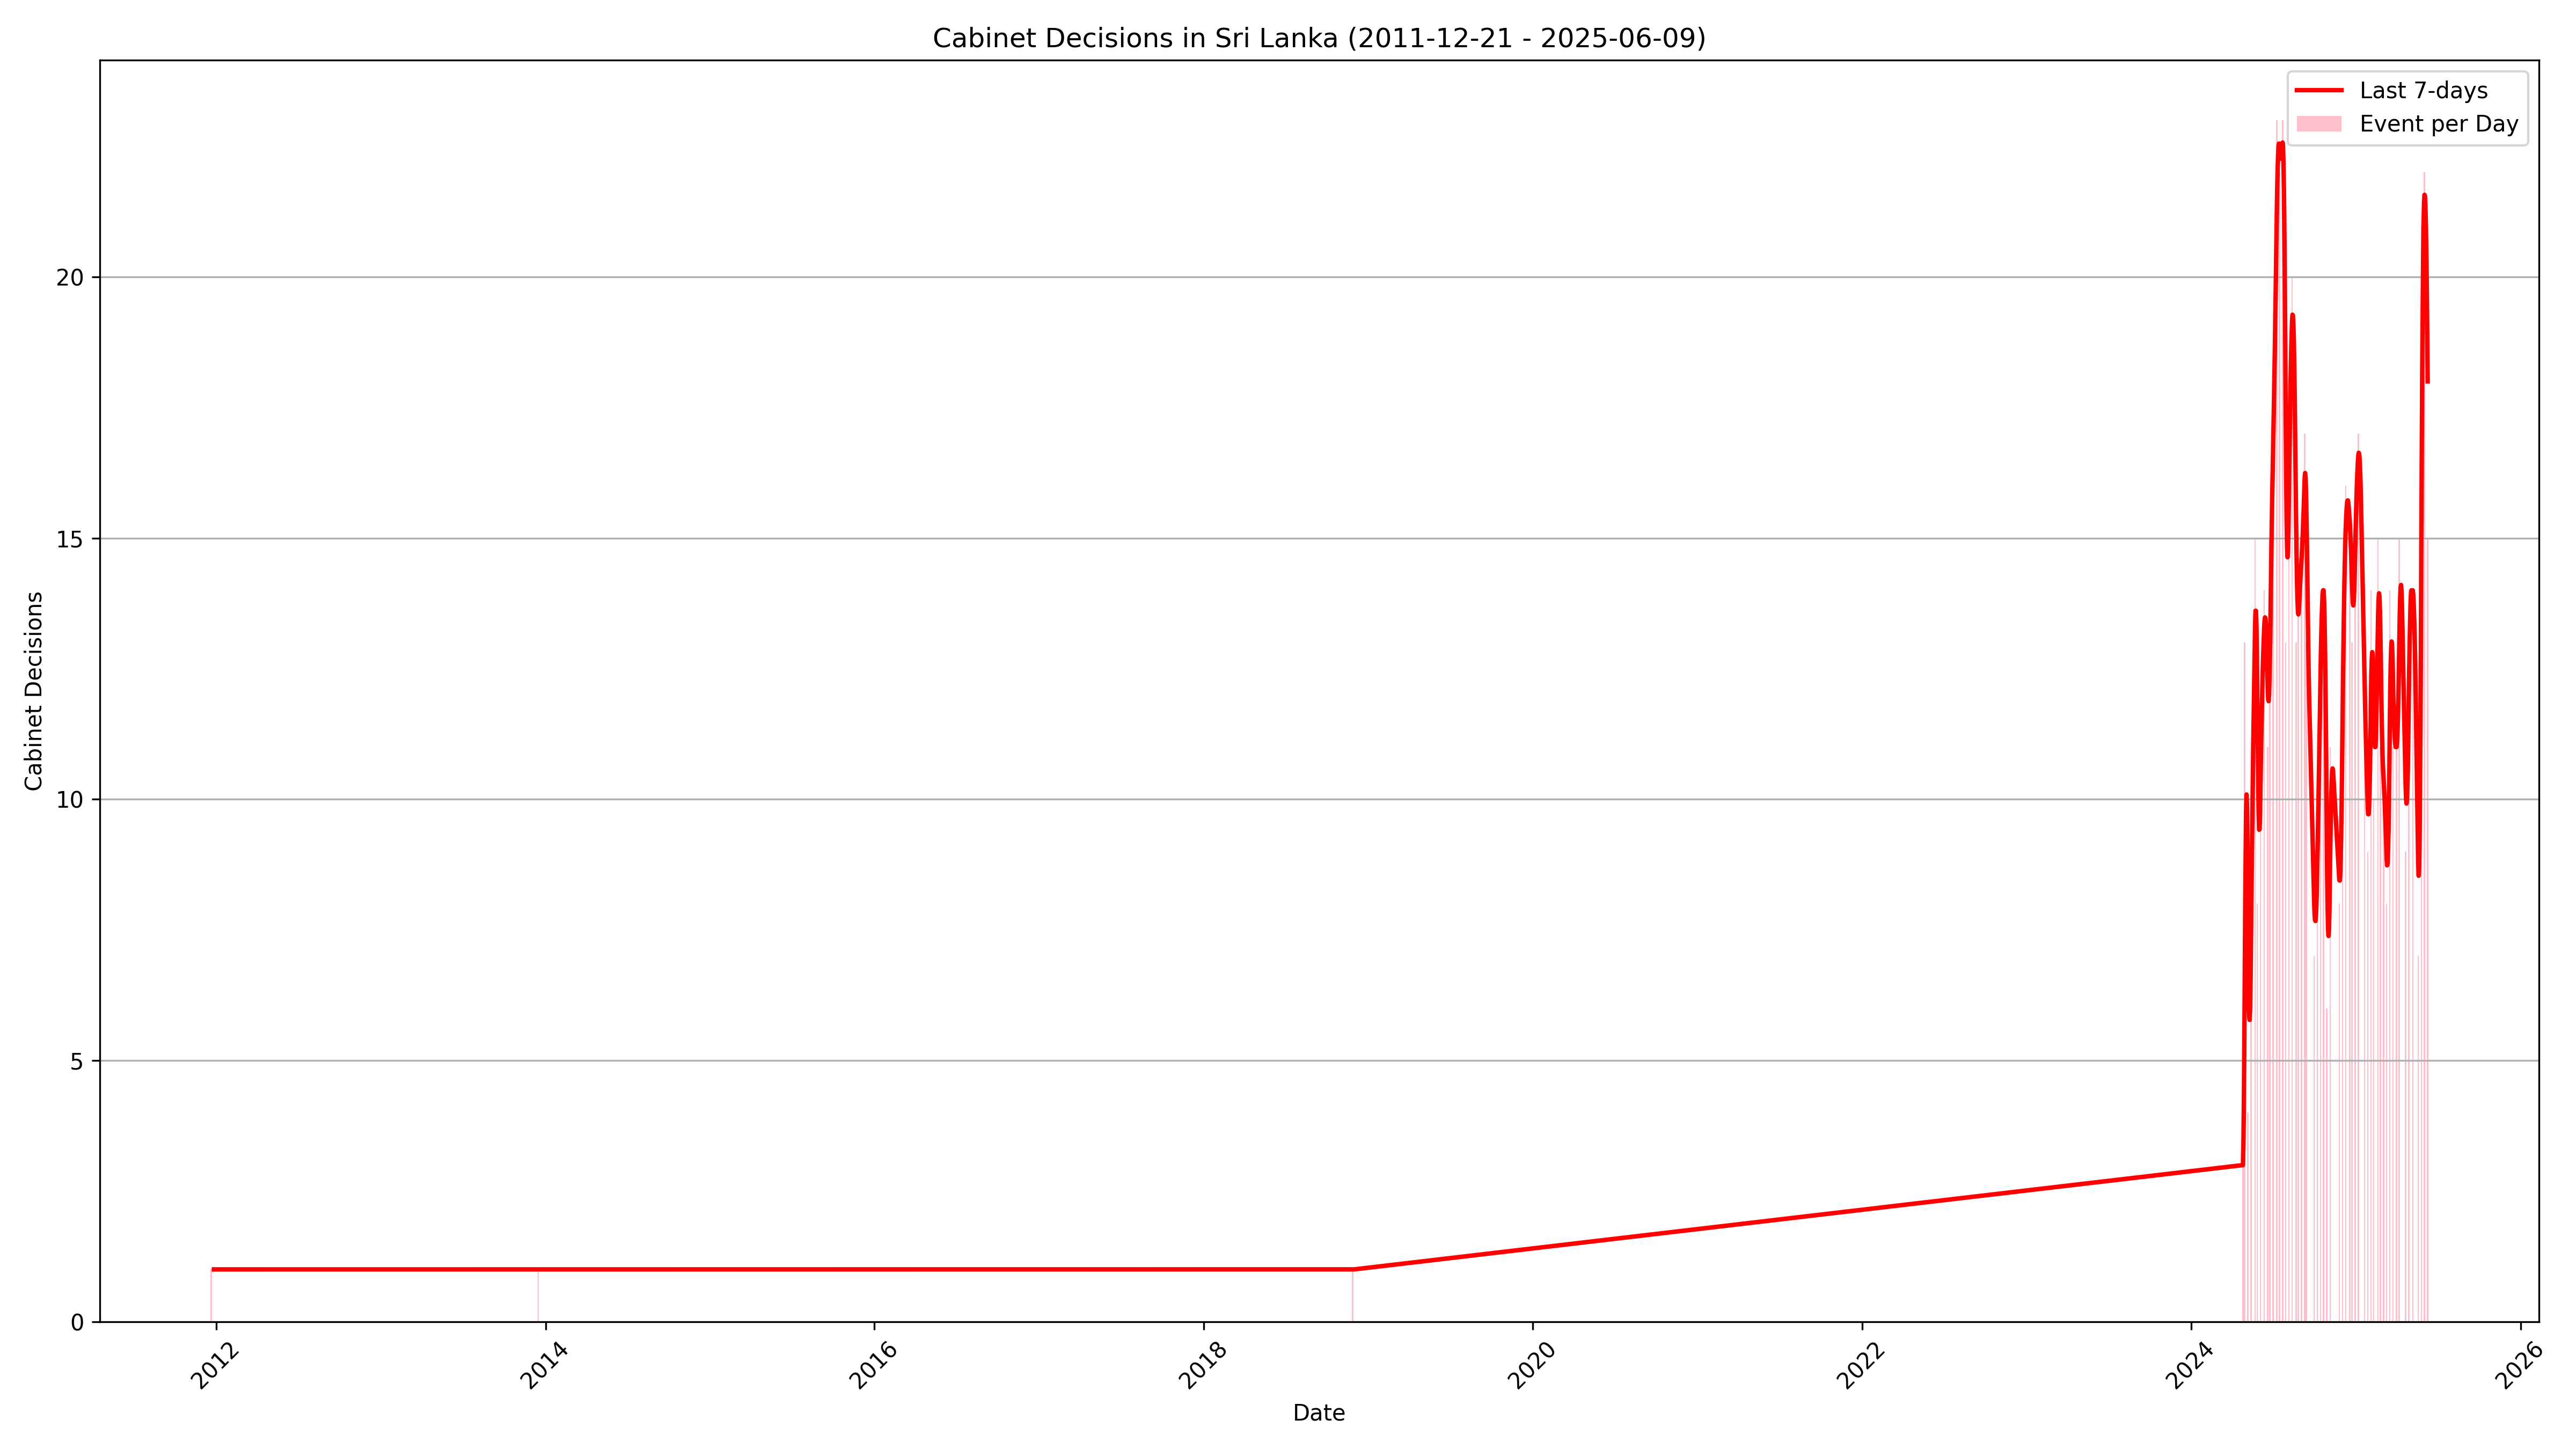 Cabinet Decisions in Sri Lanka (2011-12-21 - 2025-06-09)
Last 7-days
Event per Day
Cabinet Decisions
20
15
10
5
0
2012
2014
2016
2018
2020
2022
2024
2026
Date